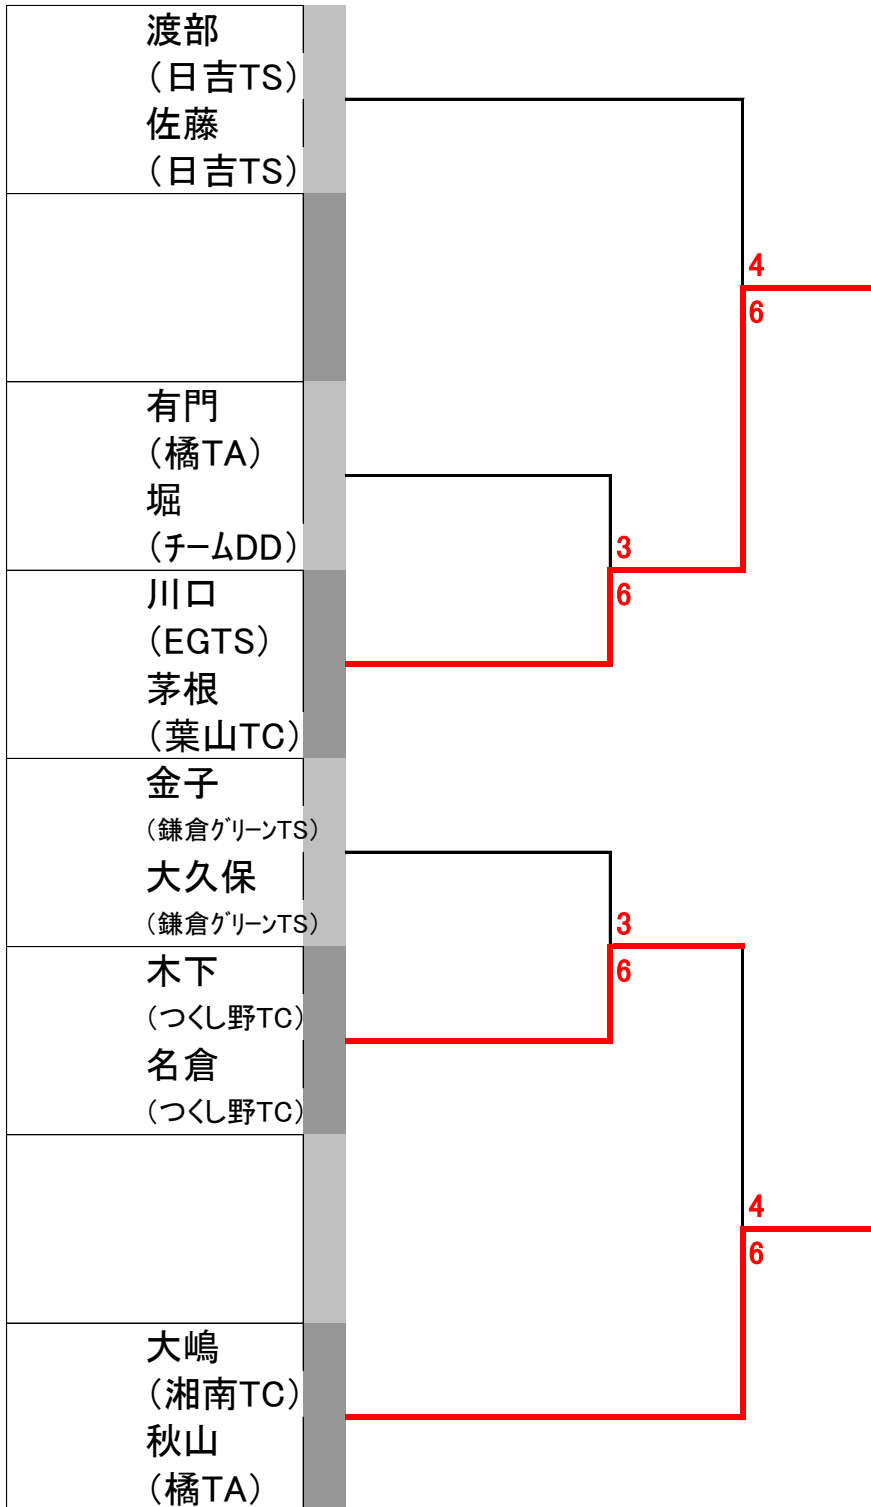 渡部
(日吉TS)
佐藤
(日吉TS)
4
6
有門
(橘TA)
堀
(チームDD)
3
6
川口
(EGTS)
茅根
(葉山TC)
金子
(鎌倉ｸﾞﾘｰﾝTS)
大久保
(鎌倉ｸﾞﾘｰﾝTS)
3
6
木下
(つくし野TC)
名倉
(つくし野TC)
4
6
大嶋
(湘南TC)
秋山
(橘TA)